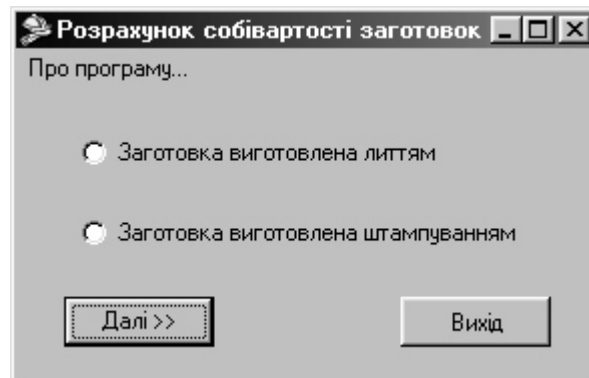 Розрахунок собівартості заготовок
Про програму...
Заготовка виготовлена литтям
Заготовка виготовлена штампуванням
Далі >> Вихід